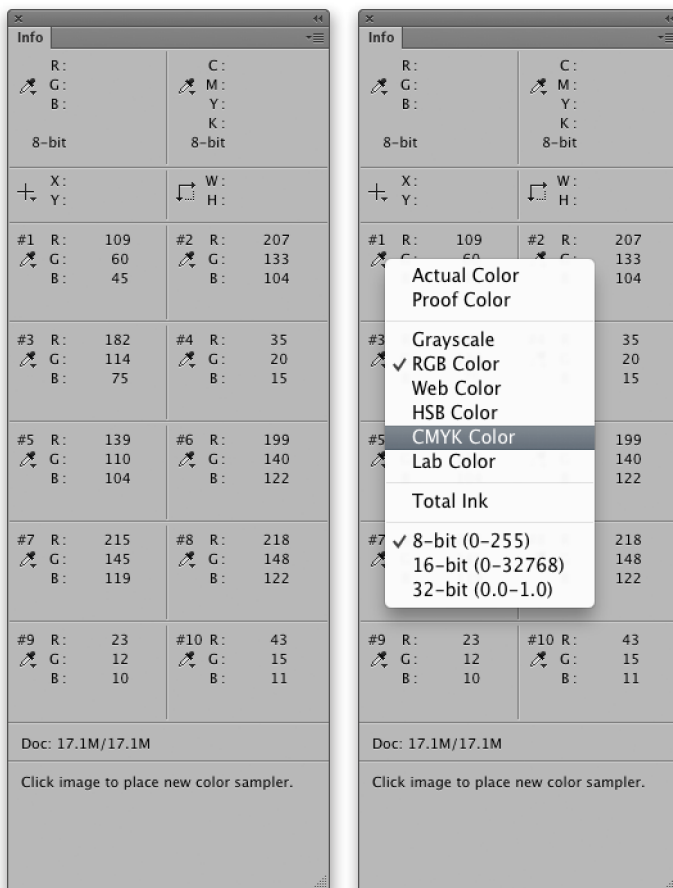 Info
R:
G:
B:
8-bit
C:
M:
Y:
K:
8-bit
X:
Y:
W:
H:
#1 R: 109
G: 60
B: 45
#2 R: 207
G: 133
B: 104
#3 R: 182
G: 114
B: 75
#4 R: 35
G: 20
B: 15
#5 R: 139
G: 110
B: 104
#6 R: 199
G: 140
B: 122
#7 R: 215
G: 145
B: 119
#8 R: 218
G: 148
B: 122
#9 R: 23
G: 12
B: 10
#10 R: 43
G: 15
B: 11
Doc: 17.1M/17.1M
Click image to place new color sampler.
Info
R:
G:
B:
8-bit
C:
M:
Y:
K:
8-bit
X:
Y:
W:
H:
#1 R: 109
G: 60
#2 R: 207
G: 133
104
Actual Color
Proof Color
Grayscale
RGB Color
Web Color
HSB Color
CMYK Color
Lab Color
Total Ink
8-bit (0-255)
16-bit (0-32768)
32-bit (0.0-1.0)
#3
35
20
15
#5
199
140
122
#7
218
148
122
#9 R: 23
G: 12
B: 10
#10 R: 43
G: 15
B: 11
Doc: 17.1M/17.1M
Click image to place new color sampler.